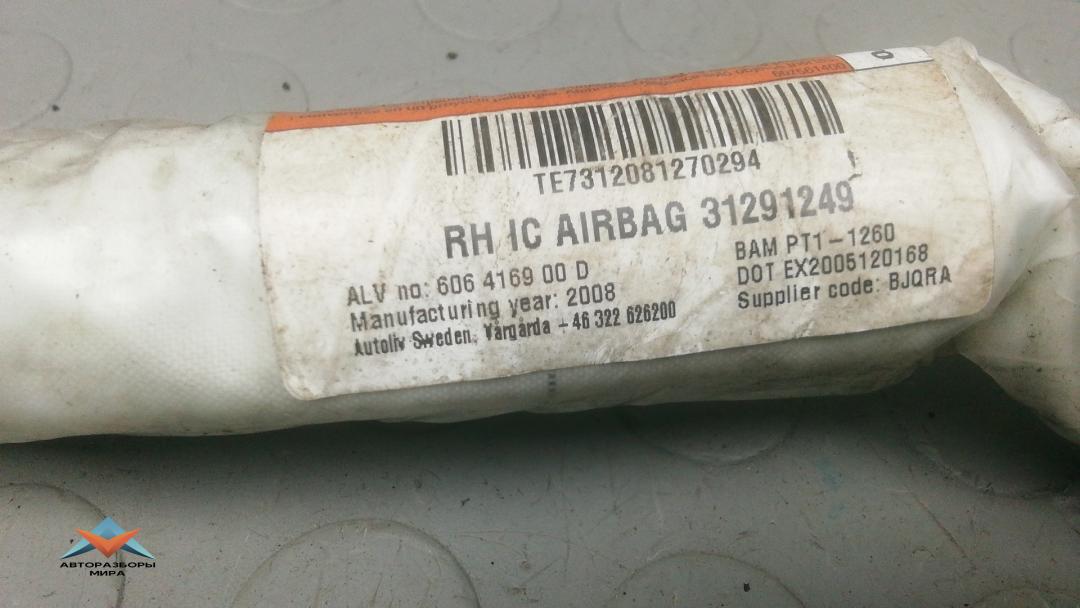 TE7312081270294
RH IC AIRBAG 31291249
ALV no: 606 4169 00 D
Manufacturing year: 2008
Autoliv Sweden, Vårgårda +46 322 626200
BAM PT1-1260
DOT EX2005120168
Supplier code: BJQRA
АВТОРАЗБОРЫ
МИРА